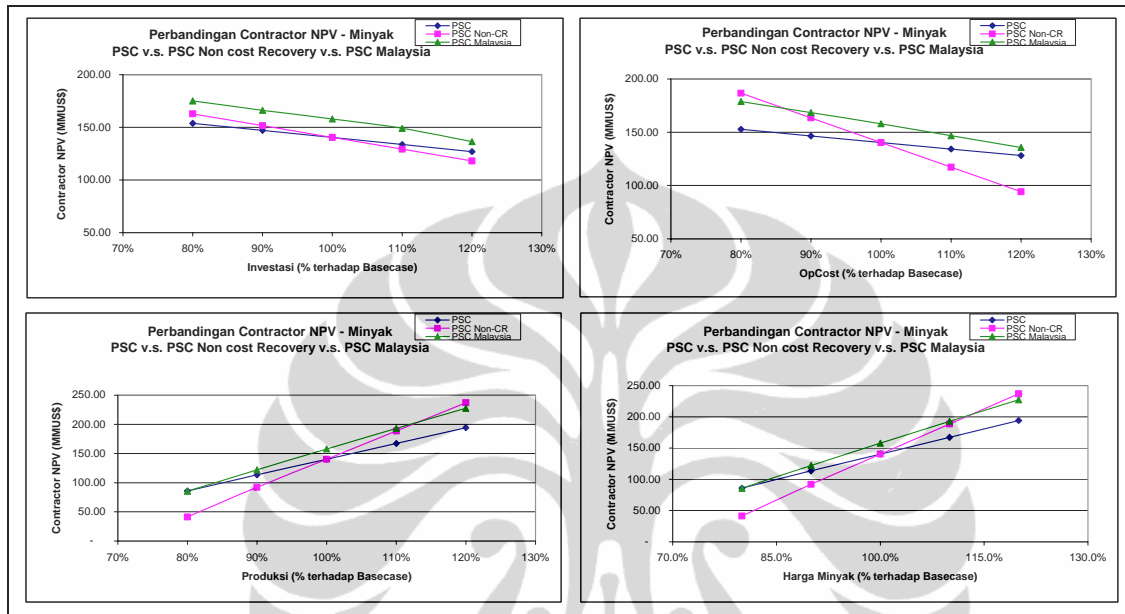 Perbandingan Contractor NPV - Minyak
PSC v.s. PSC Non cost Recovery v.s. PSC Malaysia
PSC
PSC Non-CR
PSC Malaysia
Contractor NPV (MMUS$)
200.00
150.00
100.00
50.00
70% 80% 90% 100% 110% 120% 130%
Investasi (% terhadap Basecase)
Perbandingan Contractor NPV - Minyak
PSC v.s. PSC Non cost Recovery v.s. PSC Malaysia
PSC
PSC Non-CR
PSC Malaysia
Contractor NPV (MMUS$)
200.00
150.00
100.00
50.00
70% 80% 90% 100% 110% 120% 130%
OpCost (% terhadap Basecase)
Perbandingan Contractor NPV - Minyak
PSC v.s. PSC Non cost Recovery v.s. PSC Malaysia
PSC
PSC Non-CR
PSC Malaysia
Contractor NPV (MMUS$)
250.00
200.00
150.00
100.00
50.00
-
70% 80% 90% 100% 110% 120% 130%
Produksi (% terhadap Basecase)
Perbandingan Contractor NPV - Minyak
PSC v.s. PSC Non cost Recovery v.s. PSC Malaysia
PSC
PSC Non-CR
PSC Malaysia
Contractor NPV (MMUS$)
250.00
200.00
150.00
100.00
50.00
-
70.0% 85.0% 100.0% 115.0% 130.0%
Harga Minyak (% terhadap Basecase)